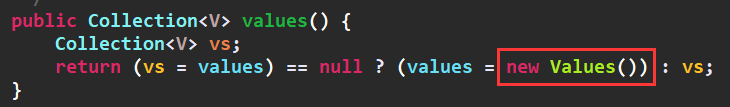 public Collection<V> values() {
Collection<V> vs;
return (vs = values) == null ? (values = new Values()) : vs;
}